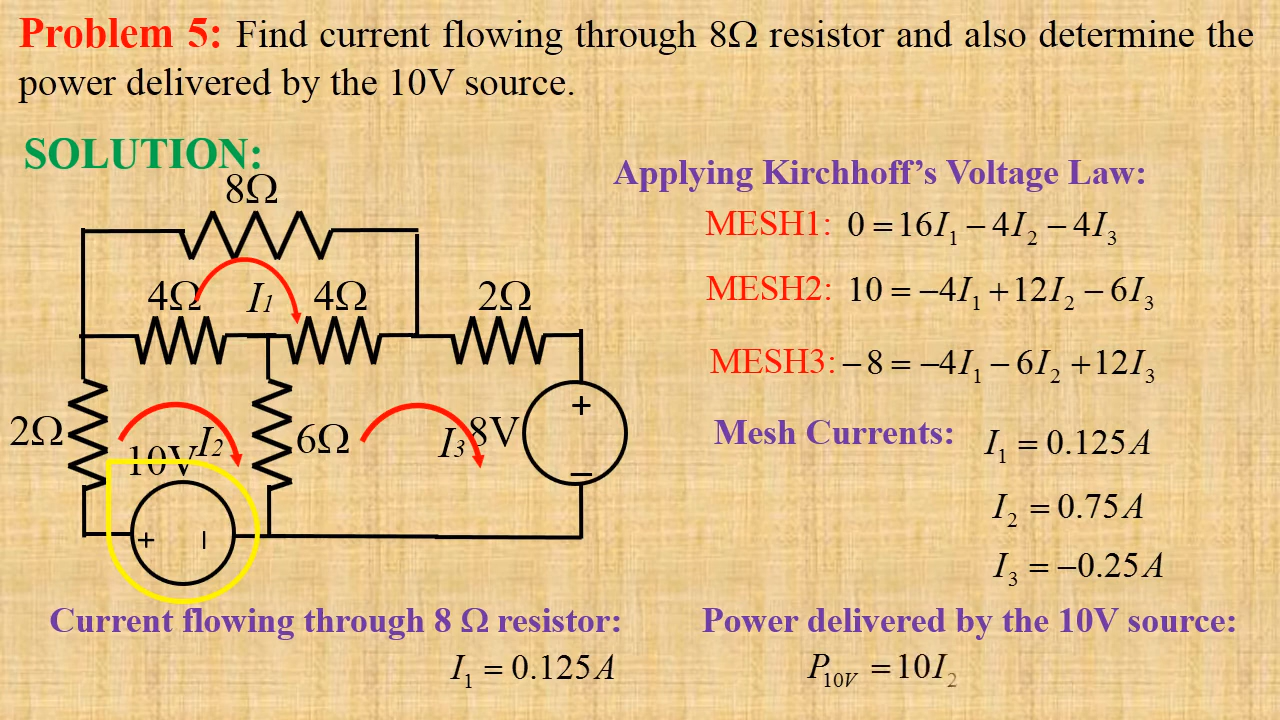 Problem 5: Find current flowing through 8Ω resistor and also determine the
power delivered by the 10V source.
SOLUTION:
8Ω
4Ω I₁ 4Ω 2Ω
2Ω 10V I₂ 6Ω I₃ 8V
+
−
+ −
Applying Kirchhoff’s Voltage Law:
MESH1: 0 = 16I₁ − 4I₂ − 4I₃
MESH2: 10 = −4I₁ + 12I₂ − 6I₃
MESH3: −8 = −4I₁ − 6I₂ + 12I₃
Mesh Currents: I₁ = 0.125A
I₂ = 0.75A
I₃ = −0.25A
Current flowing through 8 Ω resistor:
I₁ = 0.125A
Power delivered by the 10V source:
P₁₀V = 10I₂